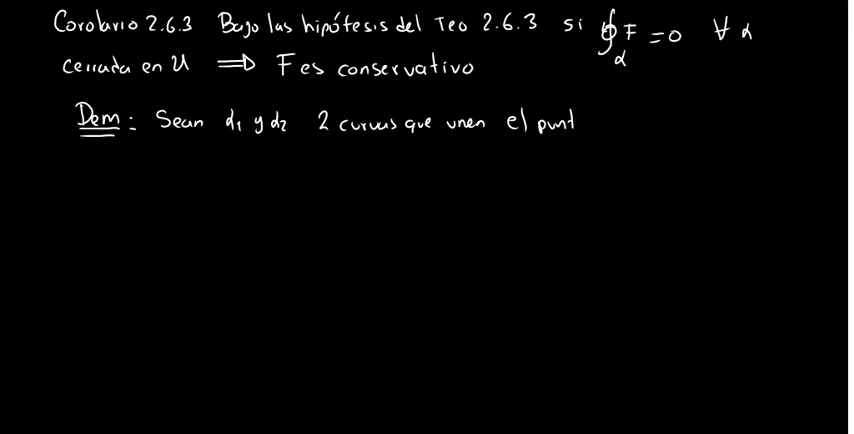 Corolario 2.6.3 Bajo las hipótesis del Teo 2.6.3 si ∮_α F = 0 ∀ α
cerrada en U ⟹ F es conservativo
Dem: Sean α₁ y α₂ 2 curvas que unen el punt